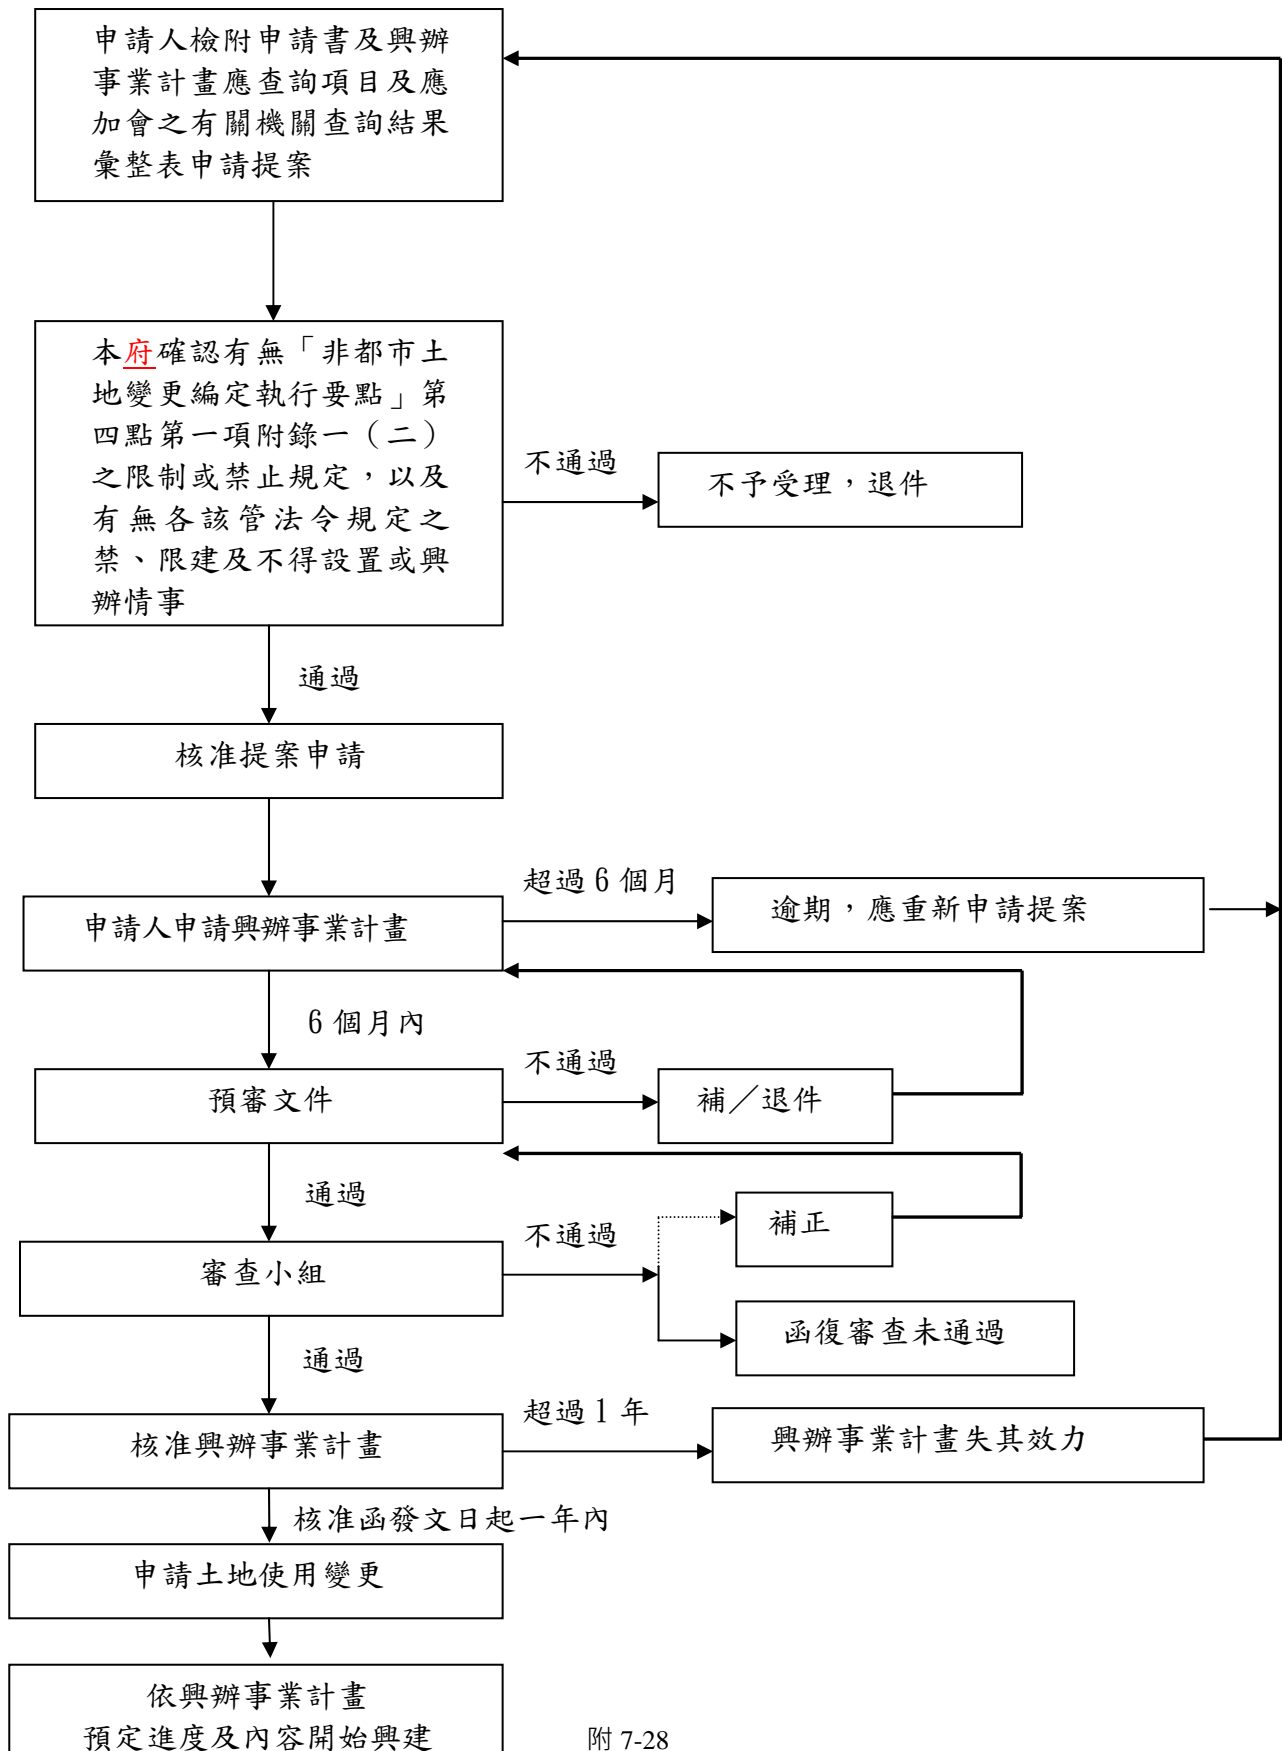 申請人檢附申請書及興辦
事業計畫應查詢項目及應
加會之有關機關查詢結果
彙整表申請提案
本府確認有無「非都市土
地變更編定執行要點」第
四點第一項附錄一（二）
之限制或禁止規定，以及
有無各該管法令規定之
禁、限建及不得設置或興
辦情事
不通過
不予受理，退件
通過
核准提案申請
超過 6 個月
申請人申請興辦事業計畫
逾期，應重新申請提案
6 個月內
不通過
預審文件
補／退件
通過
不通過
補正
審查小組
函復審查未通過
通過
超過 1 年
核准興辦事業計畫
興辦事業計畫失其效力
核准函發文日起一年內
申請土地使用變更
依興辦事業計畫
預定進度及內容開始興建
附 7-28